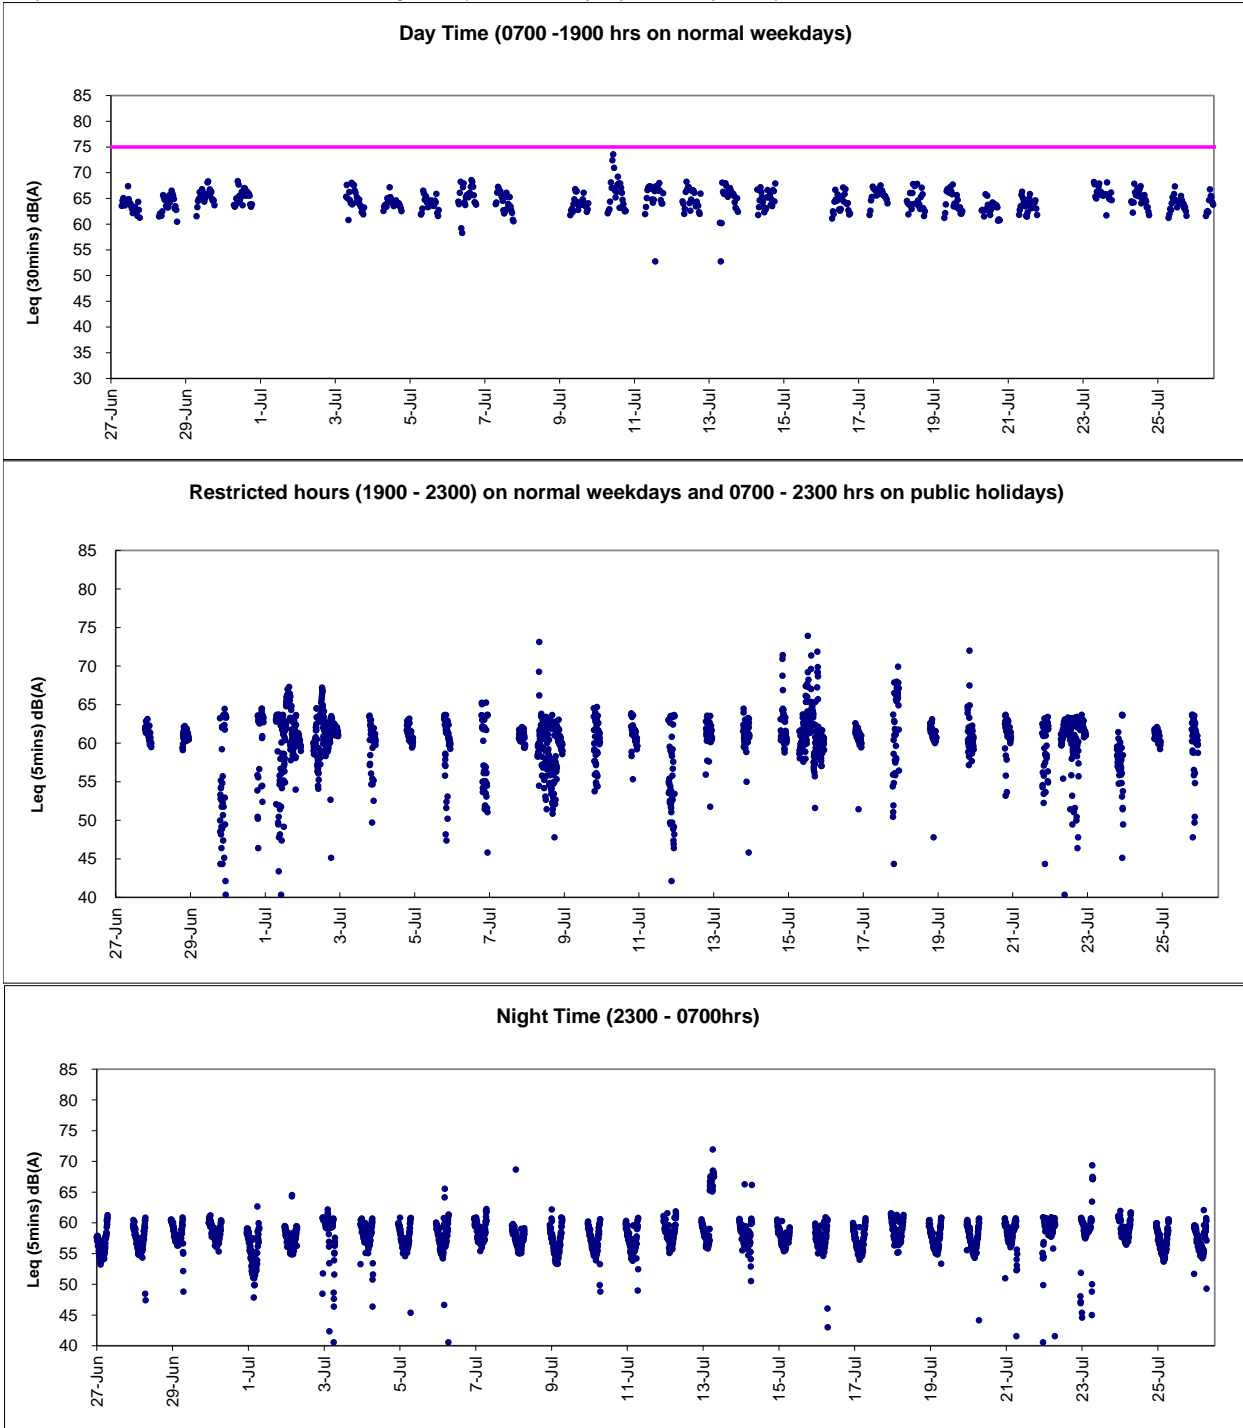 Day Time (0700 -1900 hrs on normal weekdays)
Leq (30mins) dB(A)
85
80
75
70
65
60
55
50
45
40
35
30
27-Jun
29-Jun
1-Jul
3-Jul
5-Jul
7-Jul
9-Jul
11-Jul
13-Jul
15-Jul
17-Jul
19-Jul
21-Jul
23-Jul
25-Jul
Restricted hours (1900 - 2300) on normal weekdays and 0700 - 2300 hrs on public holidays)
Leq (5mins) dB(A)
85
80
75
70
65
60
55
50
45
40
27-Jun
29-Jun
1-Jul
3-Jul
5-Jul
7-Jul
9-Jul
11-Jul
13-Jul
15-Jul
17-Jul
19-Jul
21-Jul
23-Jul
25-Jul
Night Time (2300 - 0700hrs)
Leq (5mins) dB(A)
85
80
75
70
65
60
55
50
45
40
27-Jun
29-Jun
1-Jul
3-Jul
5-Jul
7-Jul
9-Jul
11-Jul
13-Jul
15-Jul
17-Jul
19-Jul
21-Jul
23-Jul
25-Jul